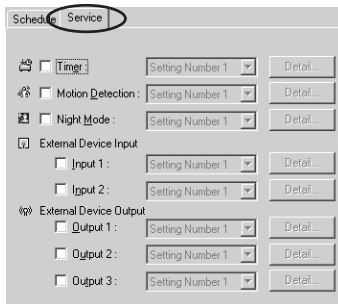 Schedule Service
Timer : Setting Number 1 Detail...
Motion Detection : Setting Number 1 Detail...
Night Mode : Setting Number 1 Detail...
External Device Input
Input 1 : Setting Number 1 Detail...
Input 2 : Setting Number 1 Detail...
External Device Output
Output 1 : Setting Number 1 Detail...
Output 2 : Setting Number 1 Detail...
Output 3 : Setting Number 1 Detail...